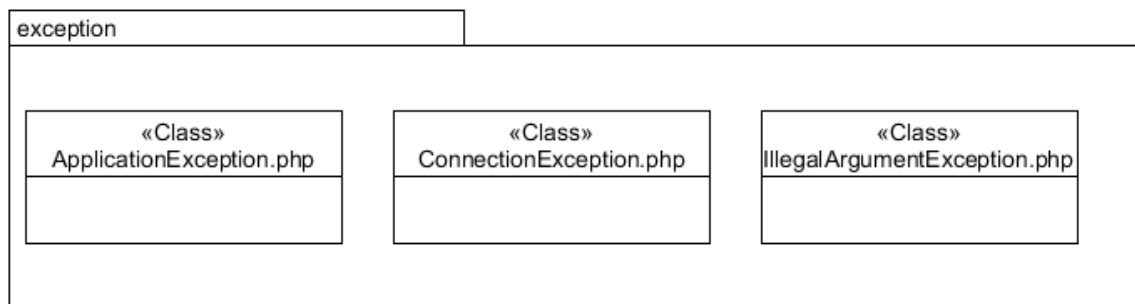 exception
«Class»
ApplicationException.php
«Class»
ConnectionException.php
«Class»
IllegalArgumentException.php